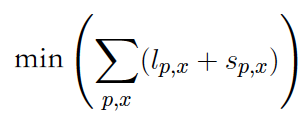 min ( ∑_{p,x} (l_{p,x} + s_{p,x}) )